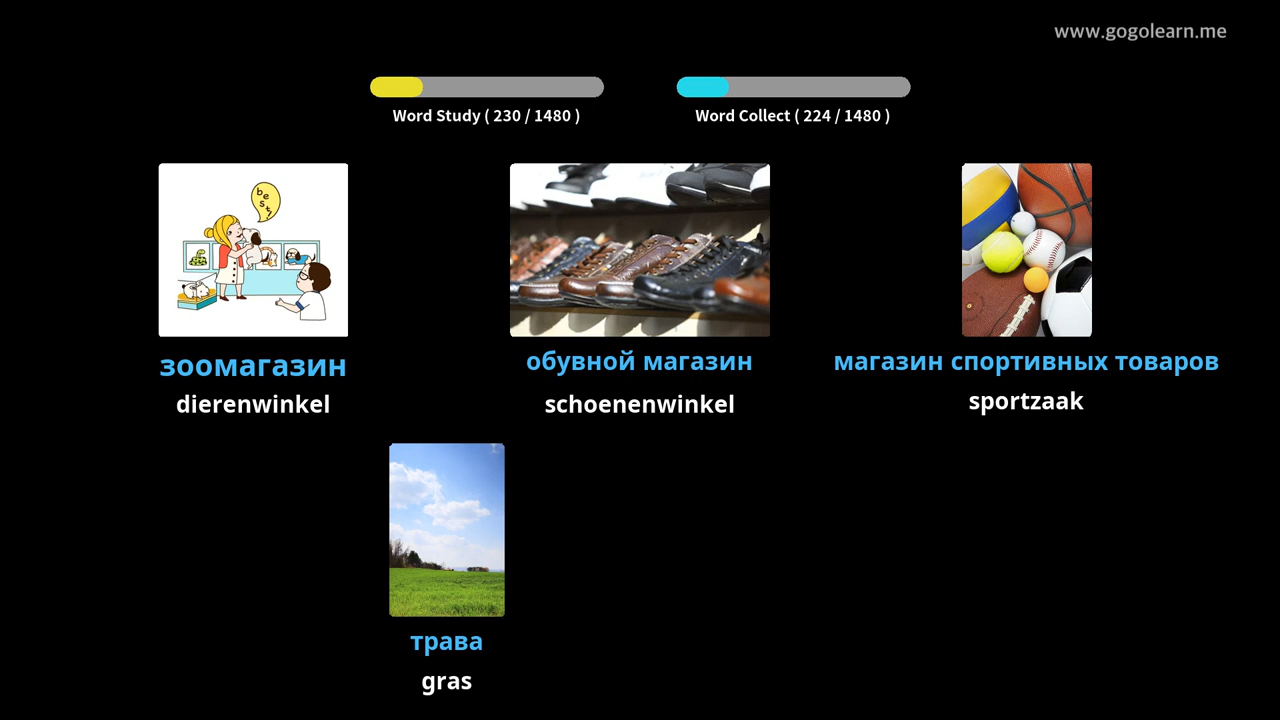 www.gogolearn.me
Word Study ( 230 / 1480 )
Word Collect ( 224 / 1480 )
best
зоомагазин
обувной магазин
магазин спортивных товаров
dierenwinkel
schoenenwinkel
sportzaak
трава
gras